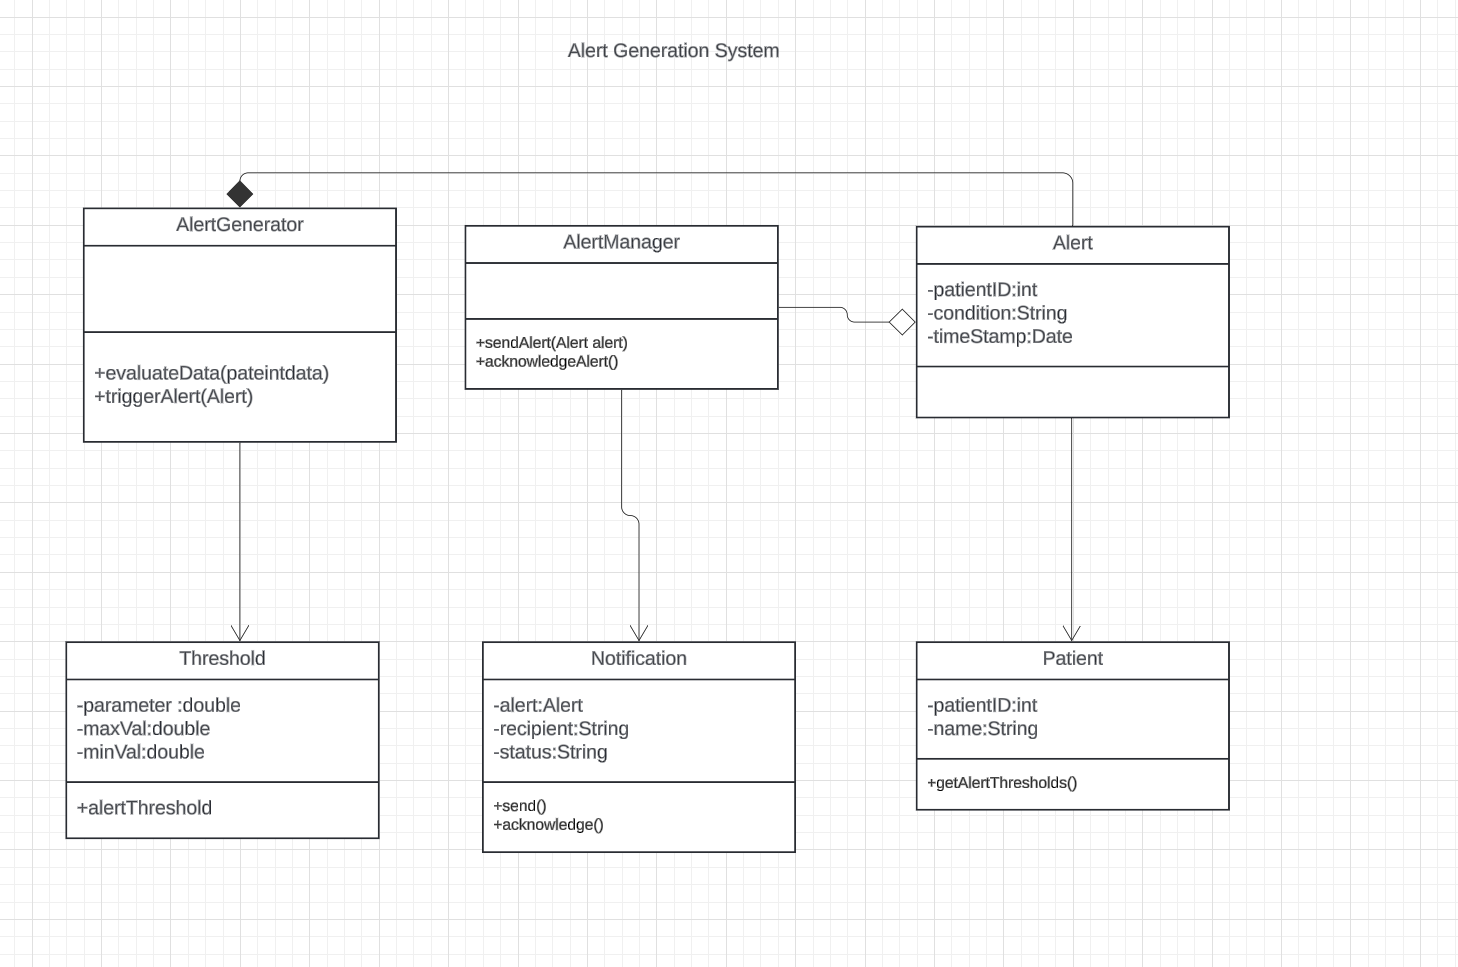 Alert Generation System
AlertGenerator
+evaluateData(pateintdata)
+triggerAlert(Alert)
AlertManager
+sendAlert(Alert alert)
+acknowledgeAlert()
Alert
-patientID:int
-condition:String
-timeStamp:Date
Threshold
-parameter :double
-maxVal:double
-minVal:double
+alertThreshold
Notification
-alert:Alert
-recipient:String
-status:String
+send()
+acknowledge()
Patient
-patientID:int
-name:String
+getAlertThresholds()